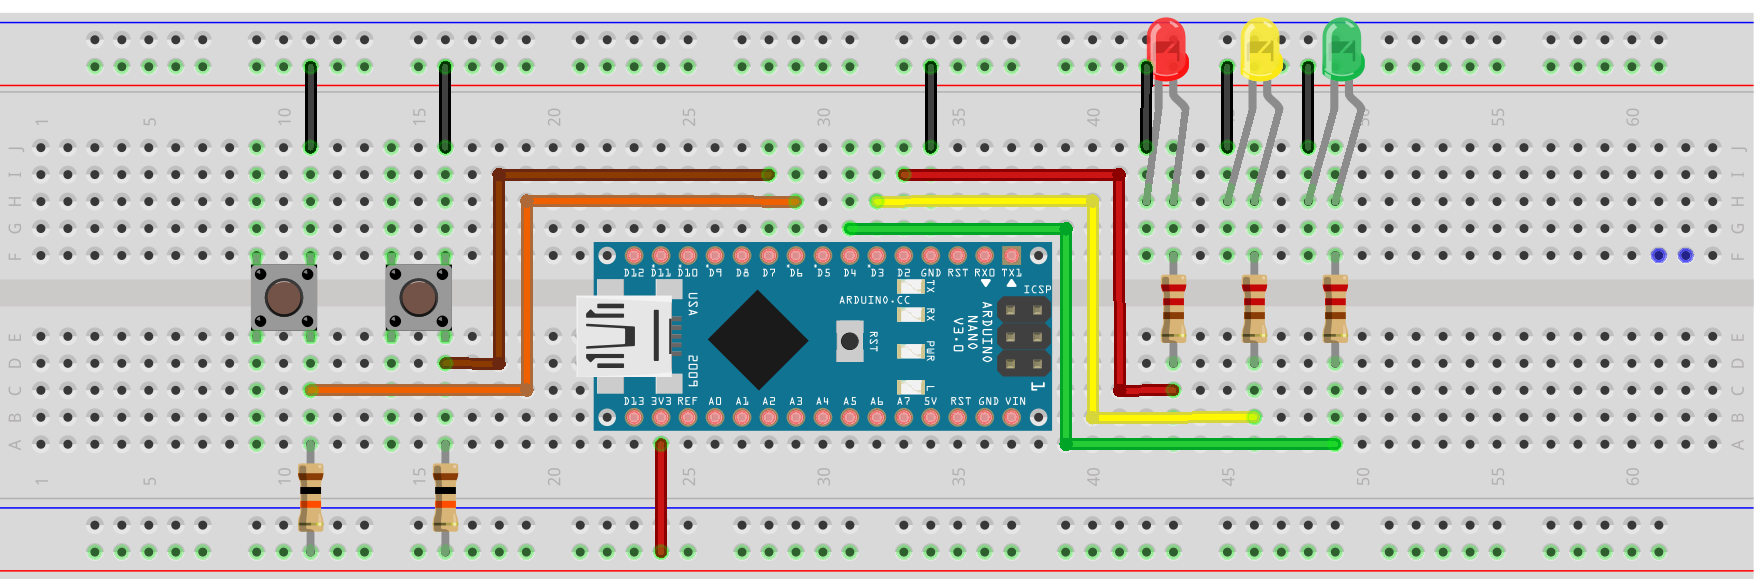 1 5 10 15 20 25 30 35 40 45 50 55 60
J J
I I
H H
G G
F F
D12 D11 D10 D9 D8 D7 D6 D5 D4 D3 D2 GND RST RX0 TX1
TX
ICSP
USA
ARDUINO.CC
RX
ARDUINO
NANO
V3.0
RST
PWR
E E
D D
2009
L
1
C C
D13 3V3 REF A0 A1 A2 A3 A4 A5 A6 A7 5V RST GND VIN
B B
A A
1 5 10 15 20 25 30 35 40 45 50 55 60